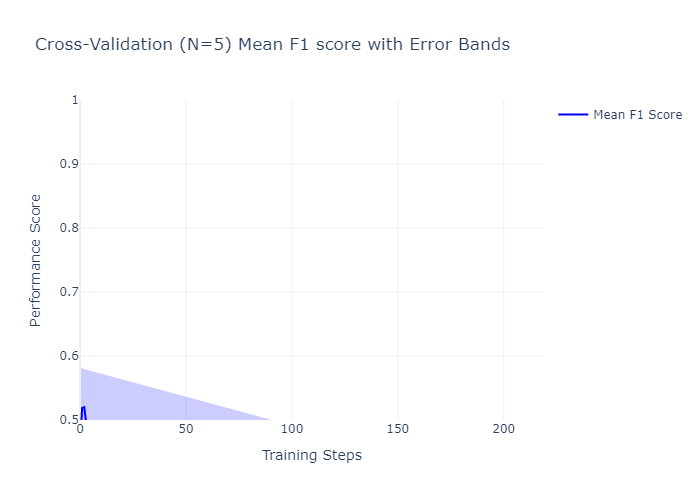 Cross-Validation (N=5) Mean F1 score with Error Bands
Mean F1 Score
Performance Score
1
0.9
0.8
0.7
0.6
0.5
0
50
100
150
200
Training Steps